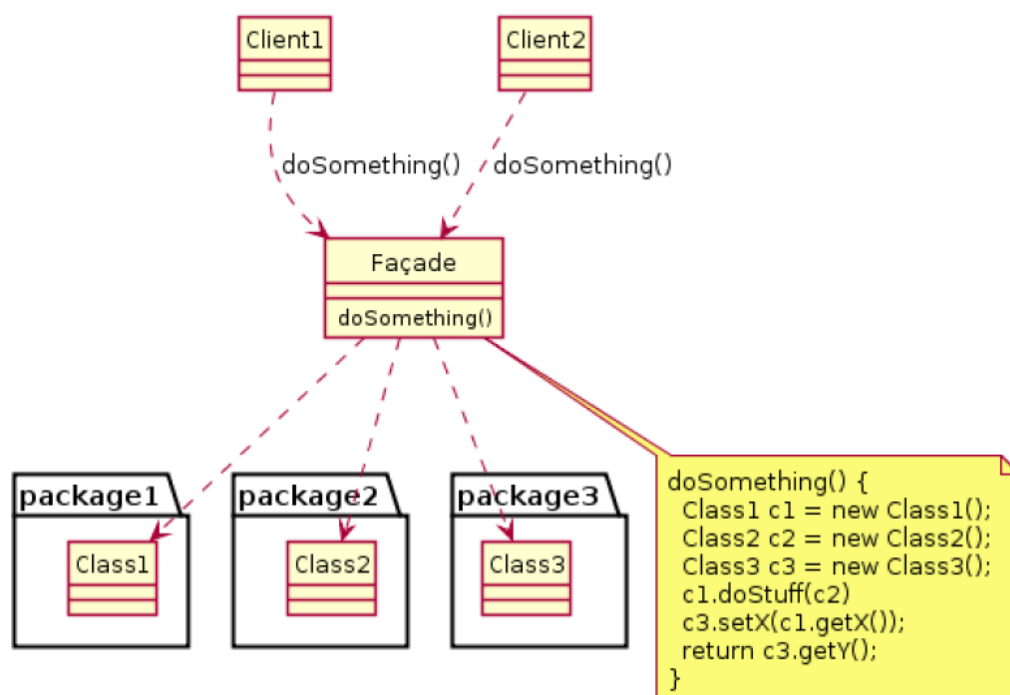 Client1
Client2
doSomething()
doSomething()
Façade
doSomething()
package1
package2
package3
Class1
Class2
Class3
doSomething() {
Class1 c1 = new Class1();
Class2 c2 = new Class2();
Class3 c3 = new Class3();
c1.doStuff(c2)
c3.setX(c1.getX());
return c3.getY();
}